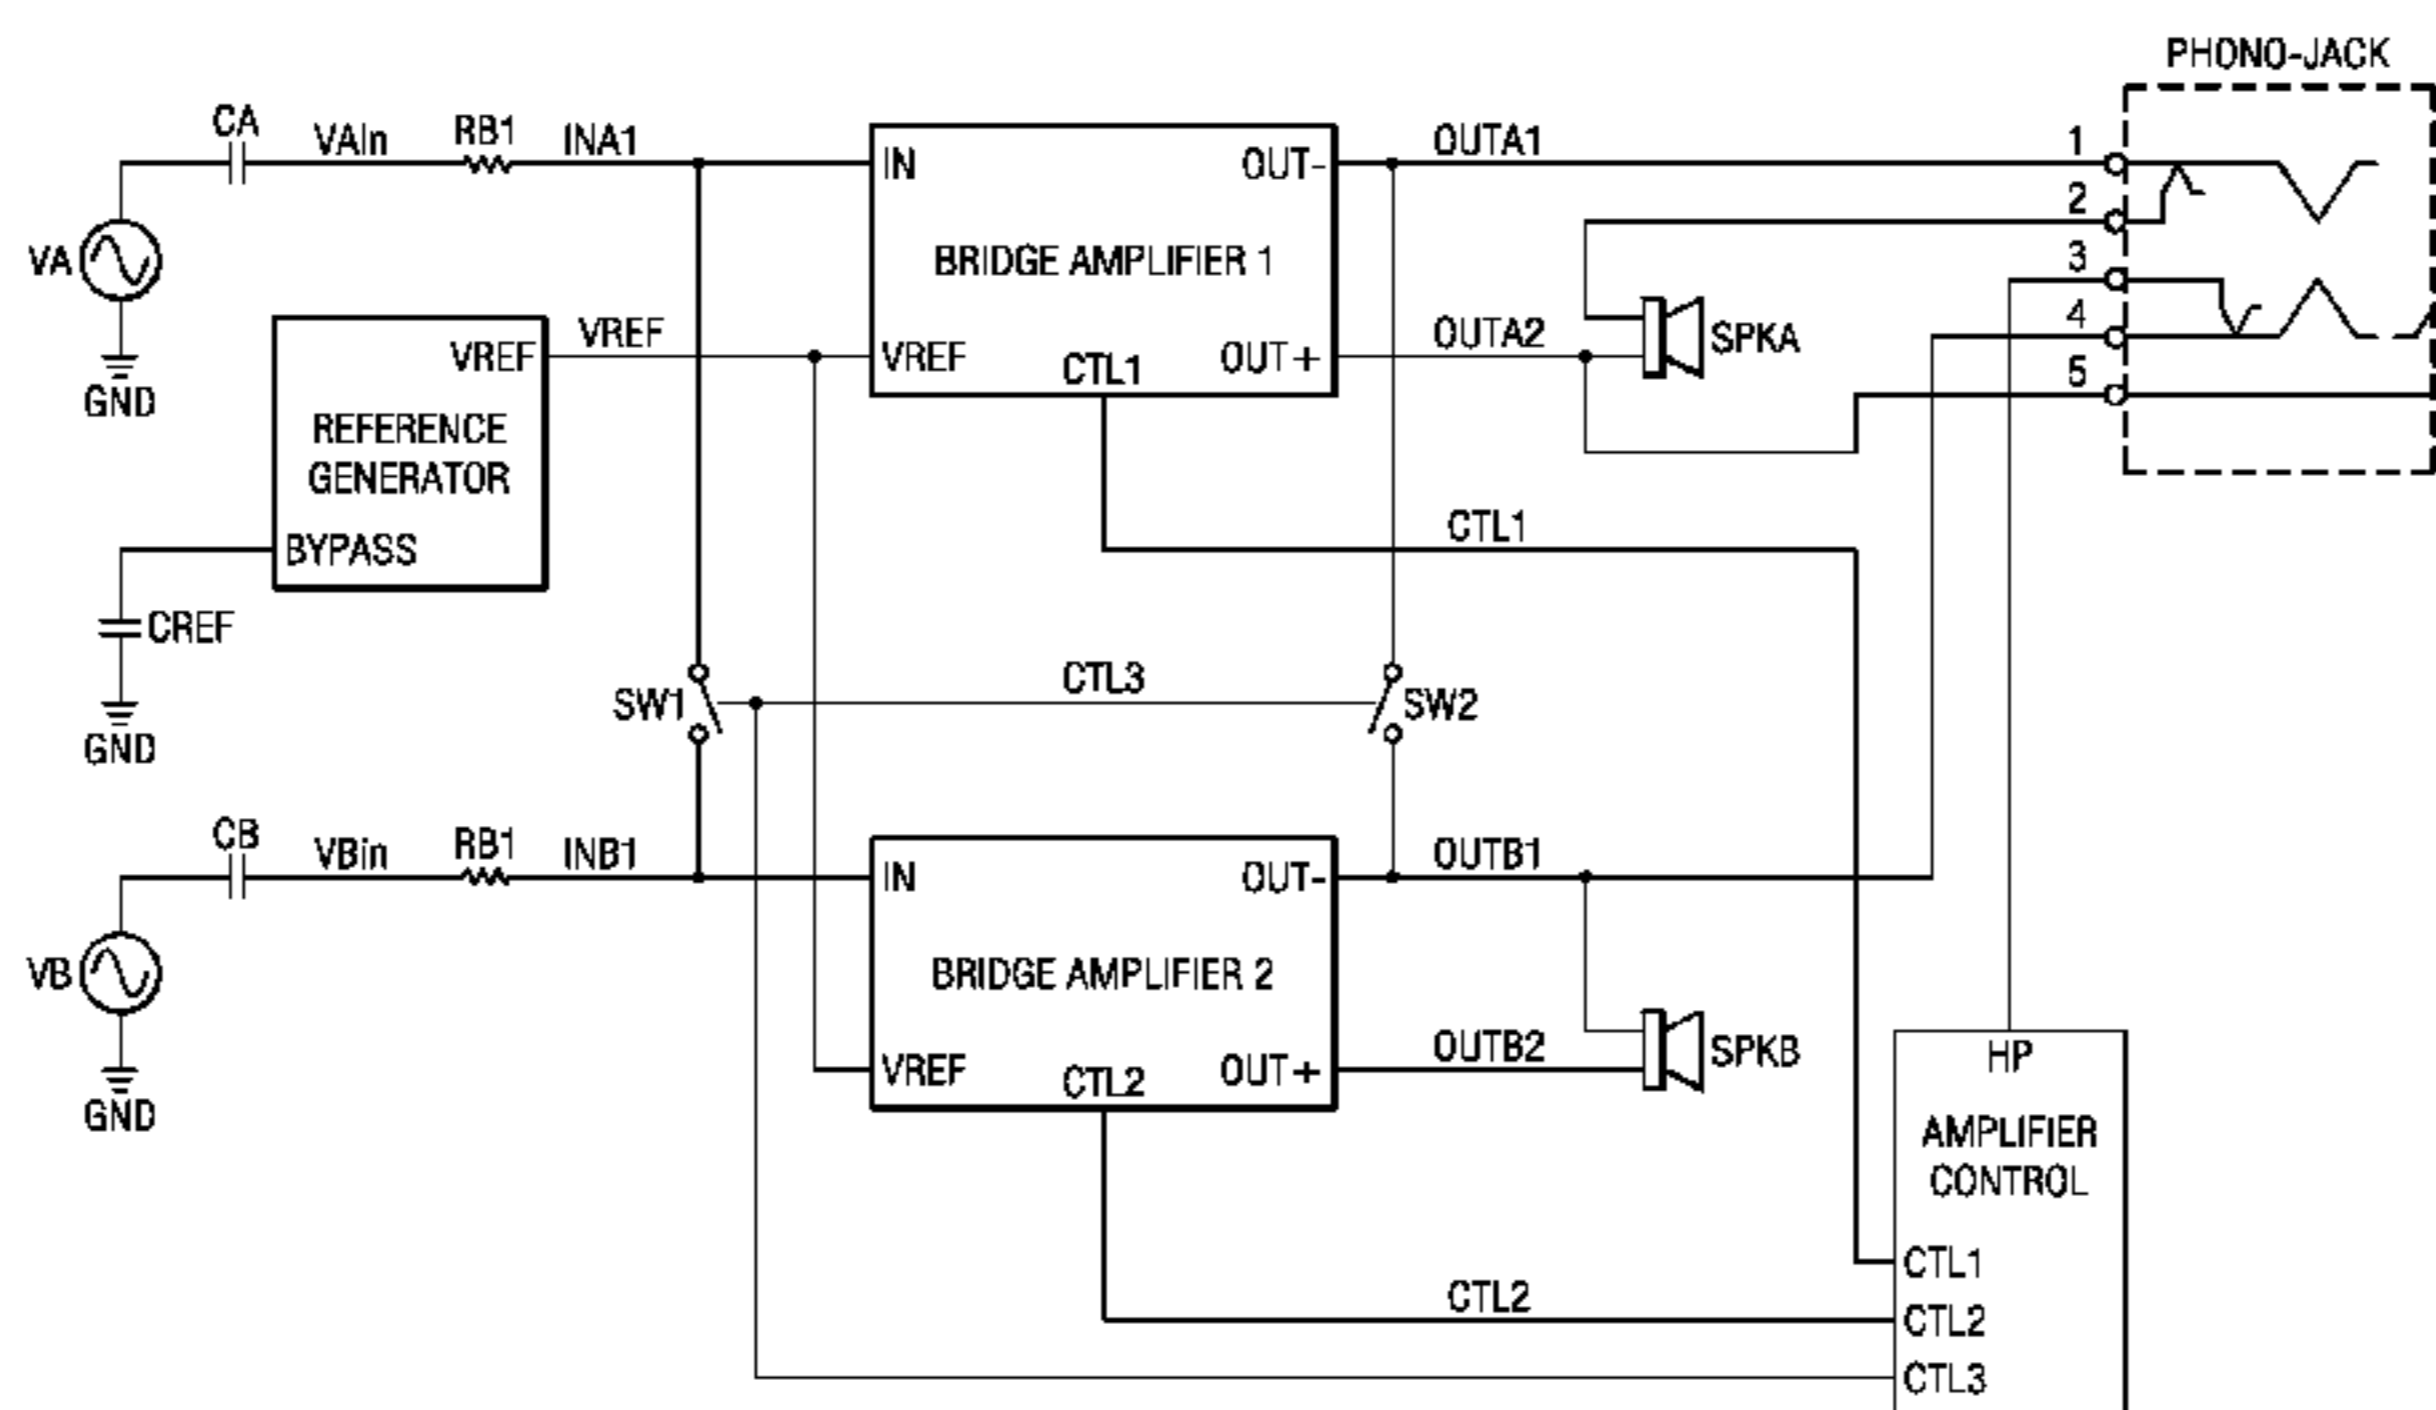 PHONO-JACK
CA
VAIn
RB1
INA1
IN
OUT-
OUTA1
1
2
3
4
5
VA
GND
BRIDGE AMPLIFIER 1
VREF
VREF
VREF
CTL1
OUT+
OUTA2
SPKA
REFERENCE
GENERATOR
BYPASS
CREF
GND
CTL1
CTL3
SW1
SW2
CB
VBin
RB1
INB1
IN
OUT-
OUTB1
VB
GND
BRIDGE AMPLIFIER 2
VREF
CTL2
OUT+
OUTB2
SPKB
HP
AMPLIFIER
CONTROL
CTL1
CTL2
CTL2
CTL3